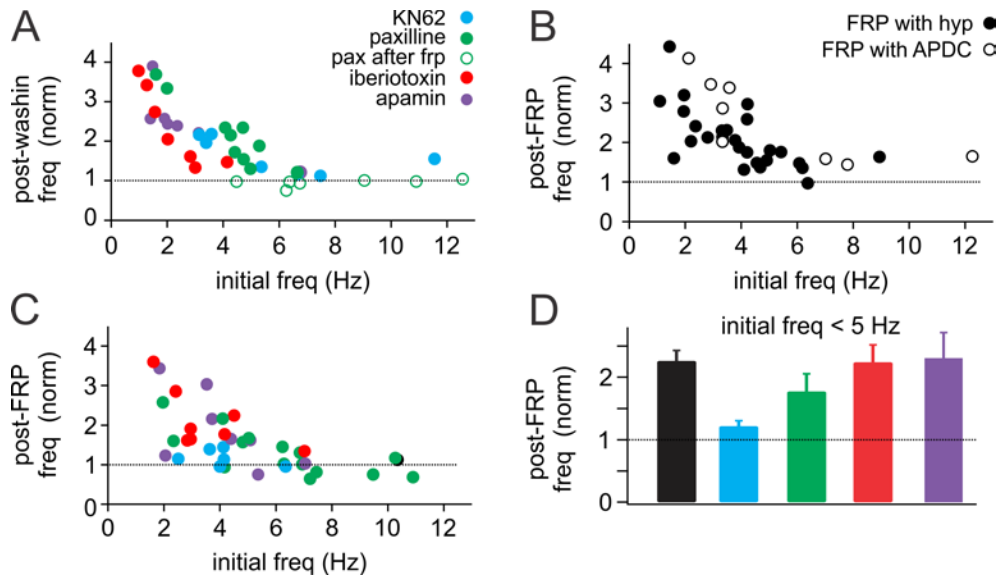 A
KN62
paxilline
pax after frp
iberiotoxin
apamin
post-washin
freq (norm)
4
3
2
1
0
0 2 4 6 8 10 12
initial freq (Hz)
B
FRP with hyp
FRP with APDC
post-FRP
freq (norm)
4
3
2
1
0
0 2 4 6 8 10 12
initial freq (Hz)
C
post-FRP
freq (norm)
4
3
2
1
0
0 2 4 6 8 10 12
initial freq (Hz)
D
initial freq < 5 Hz
post-FRP
freq (norm)
2
1
0